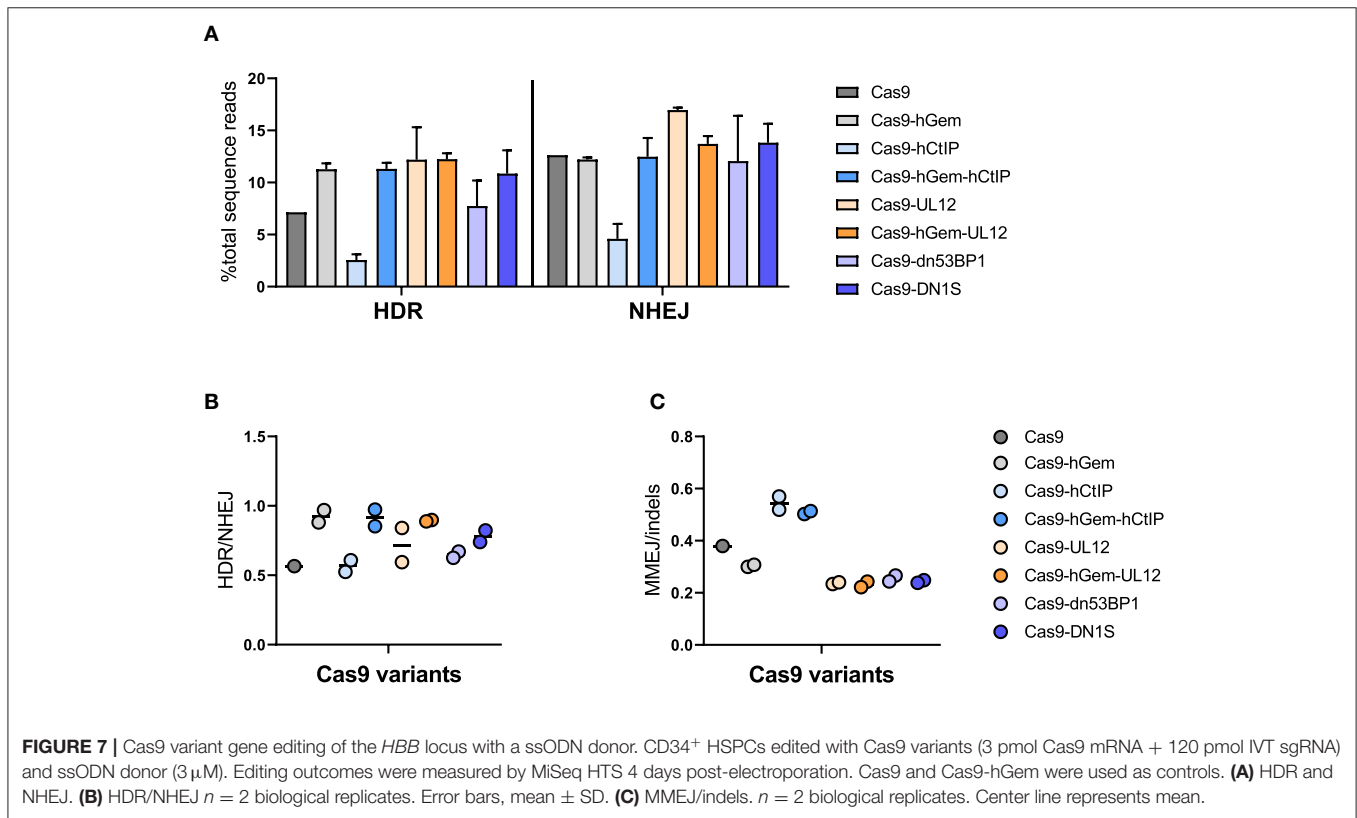 A
20
15
10
5
0
%total sequence reads
HDR
NHEJ
Cas9
Cas9-hGem
Cas9-hCtIP
Cas9-hGem-hCtIP
Cas9-UL12
Cas9-hGem-UL12
Cas9-dn53BP1
Cas9-DN1S
B
1.5
1.0
0.5
0.0
HDR/NHEJ
Cas9 variants
C
0.8
0.6
0.4
0.2
0.0
MMEJ/indels
Cas9 variants
Cas9
Cas9-hGem
Cas9-hCtIP
Cas9-hGem-hCtIP
Cas9-UL12
Cas9-hGem-UL12
Cas9-dn53BP1
Cas9-DN1S
FIGURE 7 | Cas9 variant gene editing of the HBB locus with a ssODN donor. CD34⁺ HSPCs edited with Cas9 variants (3 pmol Cas9 mRNA + 120 pmol IVT sgRNA)
and ssODN donor (3 μM). Editing outcomes were measured by MiSeq HTS 4 days post-electroporation. Cas9 and Cas9-hGem were used as controls. (A) HDR and
NHEJ. (B) HDR/NHEJ n = 2 biological replicates. Error bars, mean ± SD. (C) MMEJ/indels. n = 2 biological replicates. Center line represents mean.